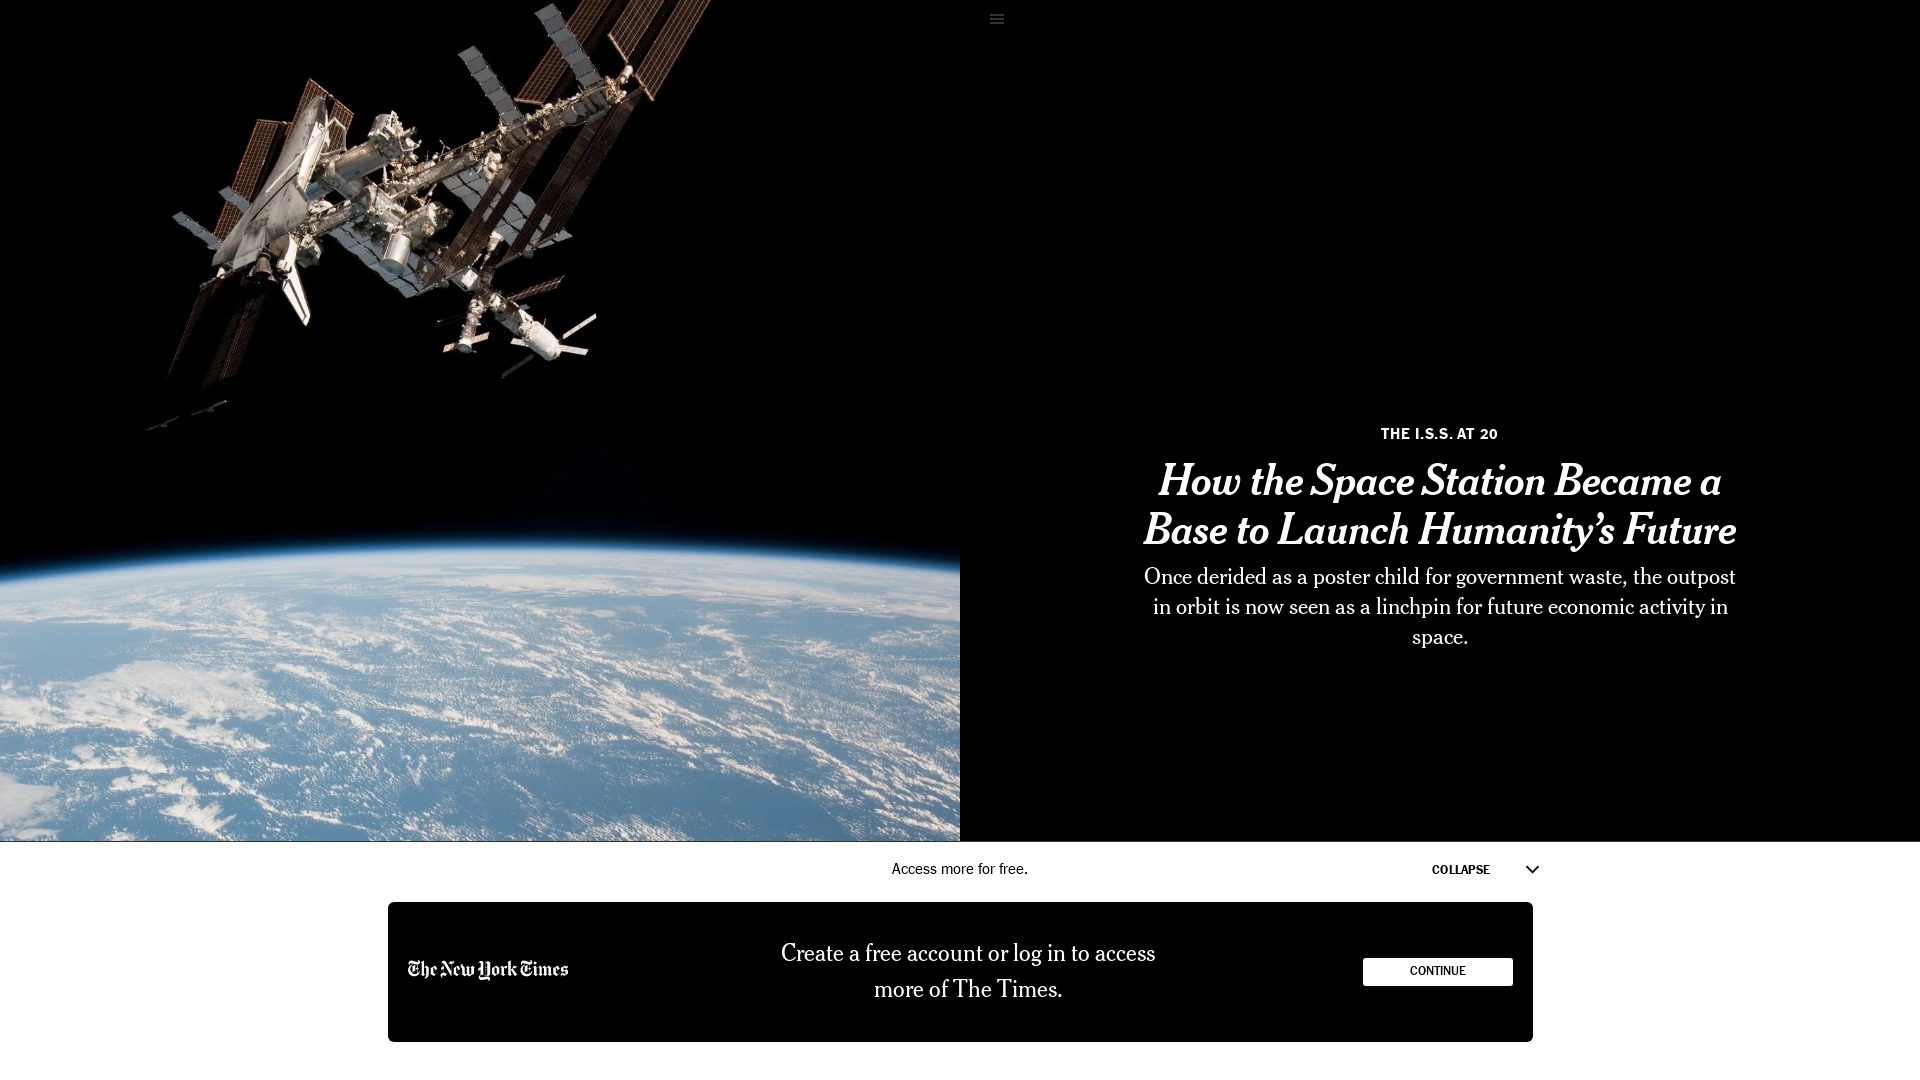 THE I.S.S. AT 20
How the Space Station Became a
Base to Launch Humanity’s Future
Once derided as a poster child for government waste, the outpost
in orbit is now seen as a linchpin for future economic activity in
space.
Access more for free.
COLLAPSE
The New York Times
Create a free account or log in to access
more of The Times.
CONTINUE